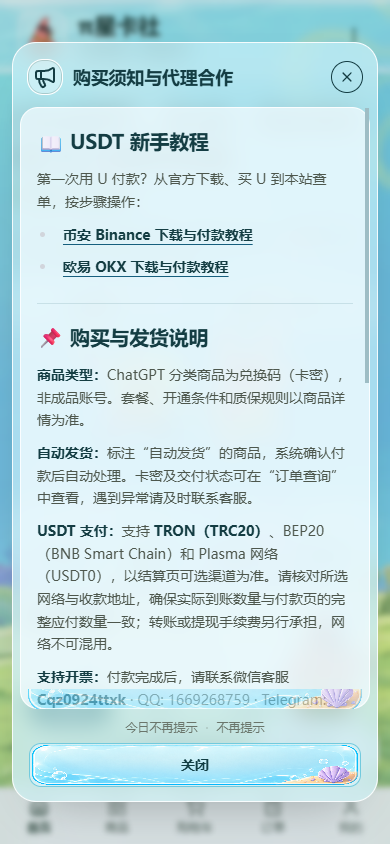 购买须知与代理合作
📖 USDT 新手教程
第一次用 U 付款？从官方下载、买 U 到本站查
单，按步骤操作：
币安 Binance 下载与付款教程
欧易 OKX 下载与付款教程
📌 购买与发货说明
商品类型：ChatGPT 分类商品为兑换码（卡密），
非成品账号。套餐、开通条件和质保规则以商品详
情为准。
自动发货：标注“自动发货”的商品，系统确认付
款后自动处理。卡密及交付状态可在“订单查询”
中查看，遇到异常请及时联系客服。
USDT 支付：支持 TRON（TRC20）、BEP20
（BNB Smart Chain）和 Plasma 网络
（USDT0），以结算页可选渠道为准。请核对所选
网络与收款地址，确保实际到账数量与付款页的完
整应付数量一致；转账或提现手续费另行承担，网
络不可混用。
支持开票：付款完成后，请联系微信客服
Cqz0924ttxk · QQ: 1669268759 · Telegram:
今日不再提示 · 不再提示
关闭